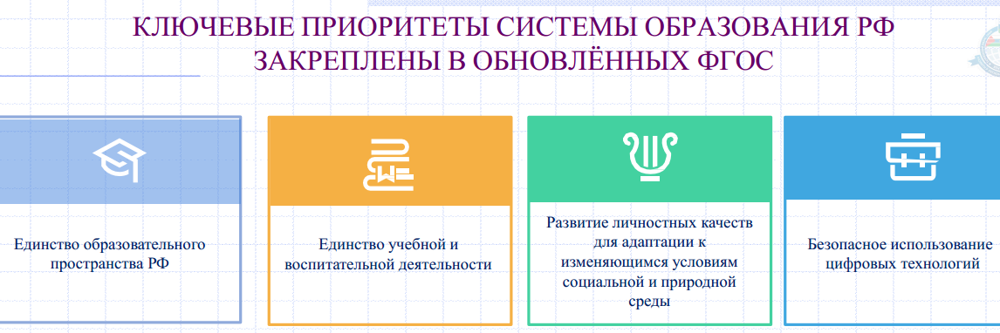 КЛЮЧЕВЫЕ ПРИОРИТЕТЫ СИСТЕМЫ ОБРАЗОВАНИЯ РФ
ЗАКРЕПЛЕНЫ В ОБНОВЛЁННЫХ ФГОС
Единство образовательного
пространства РФ
Единство учебной и
воспитательной деятельности
Развитие личностных качеств
для адаптации к
изменяющимся условиям
социальной и природной
среды
Безопасное использование
цифровых технологий